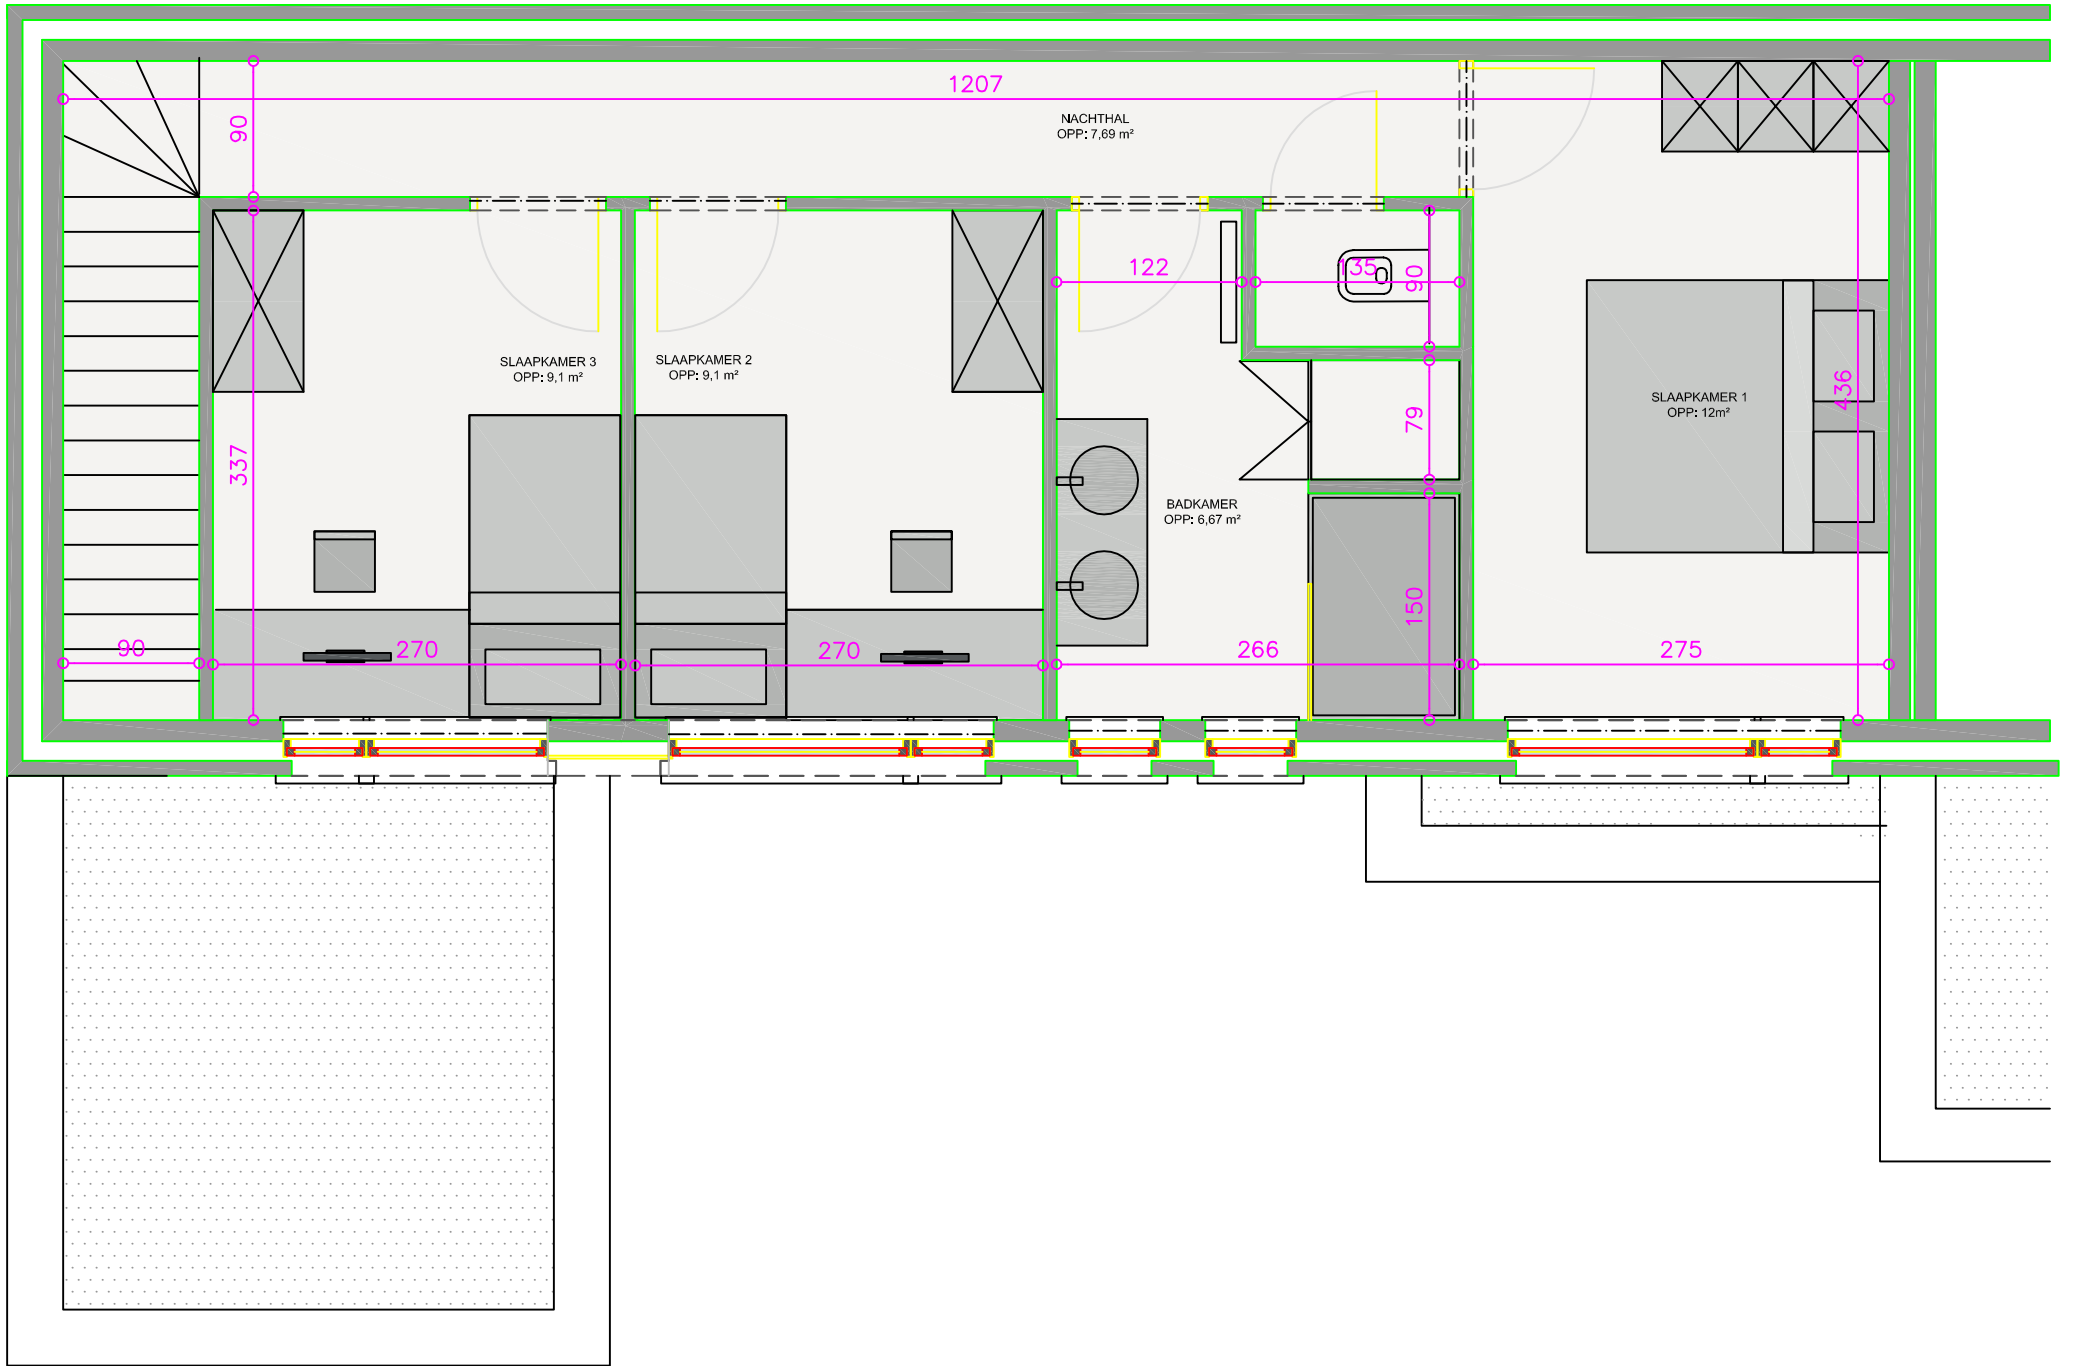 1207
90
NACHTHAL
OPP: 7,69 m²
122
135
90
SLAAPKAMER 3
OPP: 9,1 m²
SLAAPKAMER 2
OPP: 9,1 m²
436
SLAAPKAMER 1
OPP: 12m²
79
337
BADKAMER
OPP: 6,67 m²
150
90
270
270
266
275